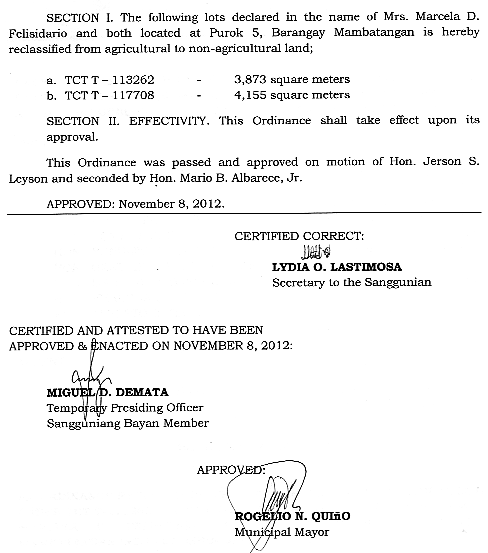 SECTION I. The following lots declared in the name of Mrs. Marcela D.
Felisidario and both located at Purok 5, Barangay Mambatangan is hereby
reclassified from agricultural to non-agricultural land;
a. TCT T – 113262 - 3,873 square meters
b. TCT T – 117708 - 4,155 square meters
SECTION II. EFFECTIVITY. This Ordinance shall take effect upon its
approval.
This Ordinance was passed and approved on motion of Hon. Jerson S.
Leyson and seconded by Hon. Mario B. Albarece, Jr.
APPROVED: November 8, 2012.
CERTIFIED CORRECT:
LYDIA O. LASTIMOSA
Secretary to the Sanggunian
CERTIFIED AND ATTESTED TO HAVE BEEN
APPROVED & ENACTED ON NOVEMBER 8, 2012:
MIGUEL D. DEMATA
Temporary Presiding Officer
Sangguniang Bayan Member
APPROVED:
ROGELIO N. QUIñO
Municipal Mayor